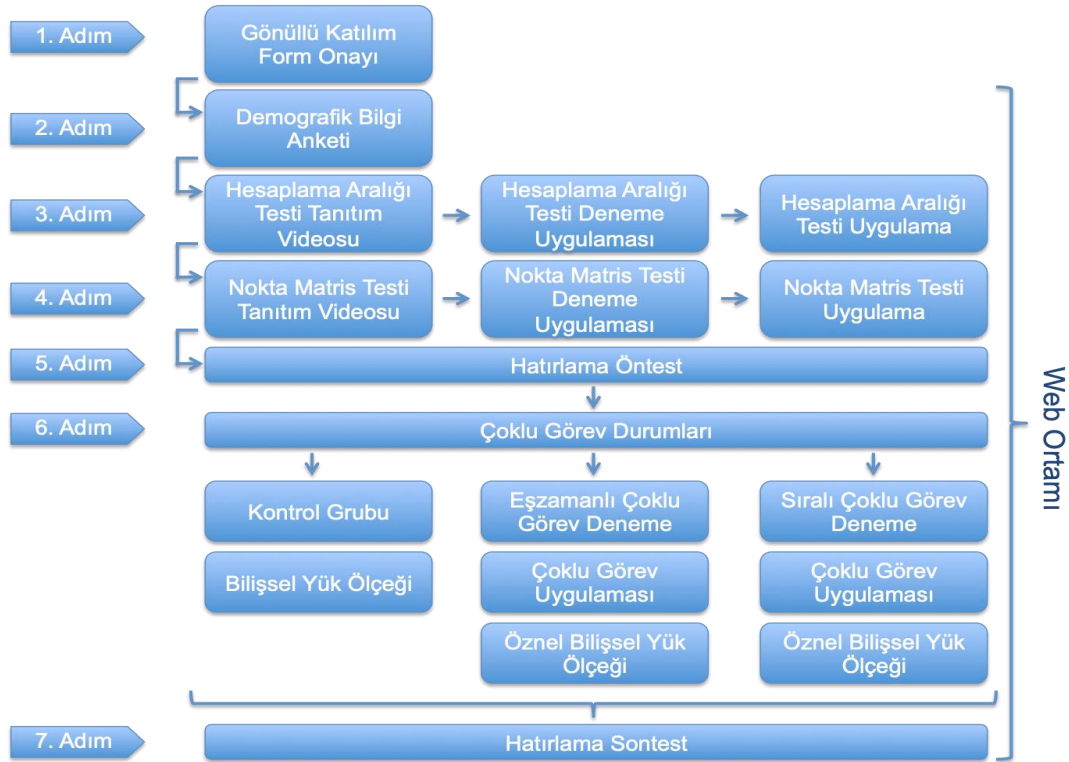 1. Adım
Gönüllü Katılım
Form Onayı
2. Adım
Demografik Bilgi
Anketi
3. Adım
Hesaplama Aralığı
Testi Tanıtım
Videosu
Hesaplama Aralığı
Testi Deneme
Uygulaması
Hesaplama Aralığı
Testi Uygulama
4. Adım
Nokta Matris Testi
Tanıtım Videosu
Nokta Matris Testi
Deneme
Uygulaması
Nokta Matris Testi
Uygulama
5. Adım
Hatırlama Öntest
6. Adım
Çoklu Görev Durumları
Kontrol Grubu
Eşzamanlı Çoklu
Görev Deneme
Sıralı Çoklu Görev
Deneme
Bilişsel Yük Ölçeği
Çoklu Görev
Uygulaması
Çoklu Görev
Uygulaması
Öznel Bilişsel Yük
Ölçeği
Öznel Bilişsel Yük
Ölçeği
7. Adım
Hatırlama Sontest
Web Ortamı